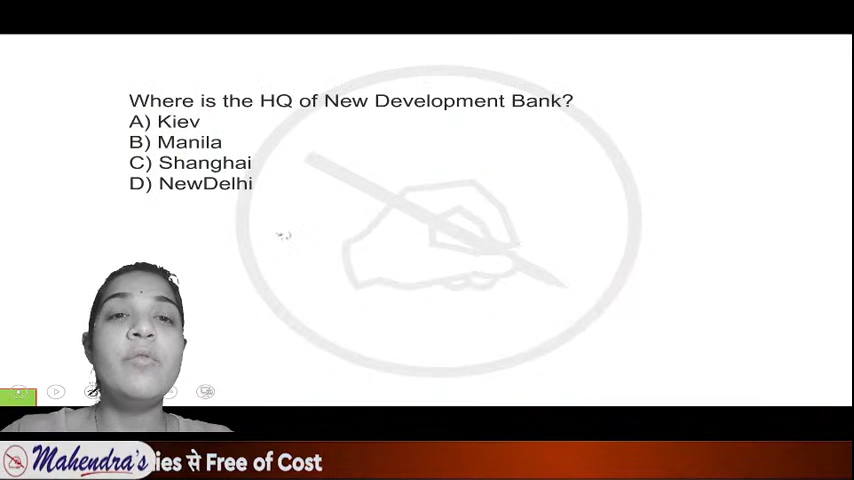 Where is the HQ of New Development Bank?
A) Kiev
B) Manila
C) Shanghai
D) NewDelhi
Mahendra's ies से Free of Cost